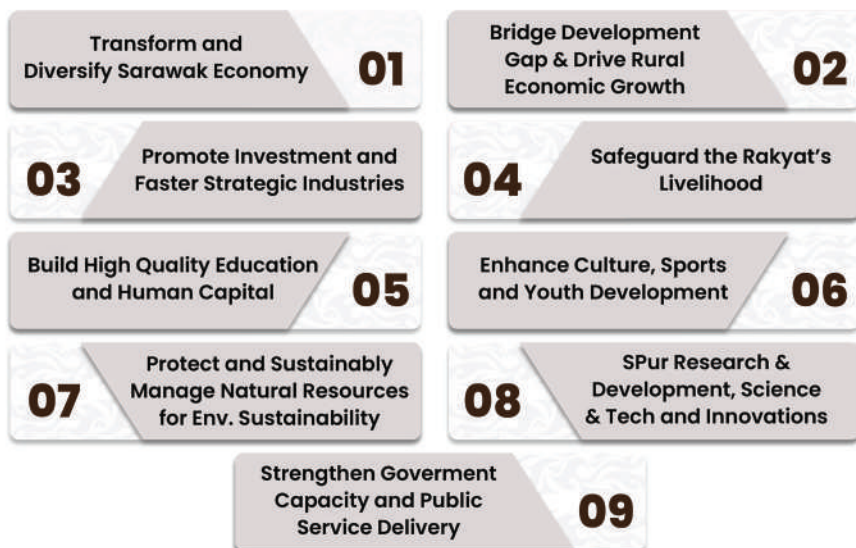 Transform and
Diversify Sarawak Economy
01
Bridge Development
Gap & Drive Rural
Economic Growth
02
03
Promote Investment and
Faster Strategic Industries
04
Safeguard the Rakyat's
Livelihood
Build High Quality Education
and Human Capital
05
Enhance Culture, Sports
and Youth Development
06
07
Protect and Sustainably
Manage Natural Resources
for Env. Sustainability
08
SPur Research &
Development, Science
& Tech and Innovations
Strengthen Goverment
Capacity and Public
Service Delivery
09